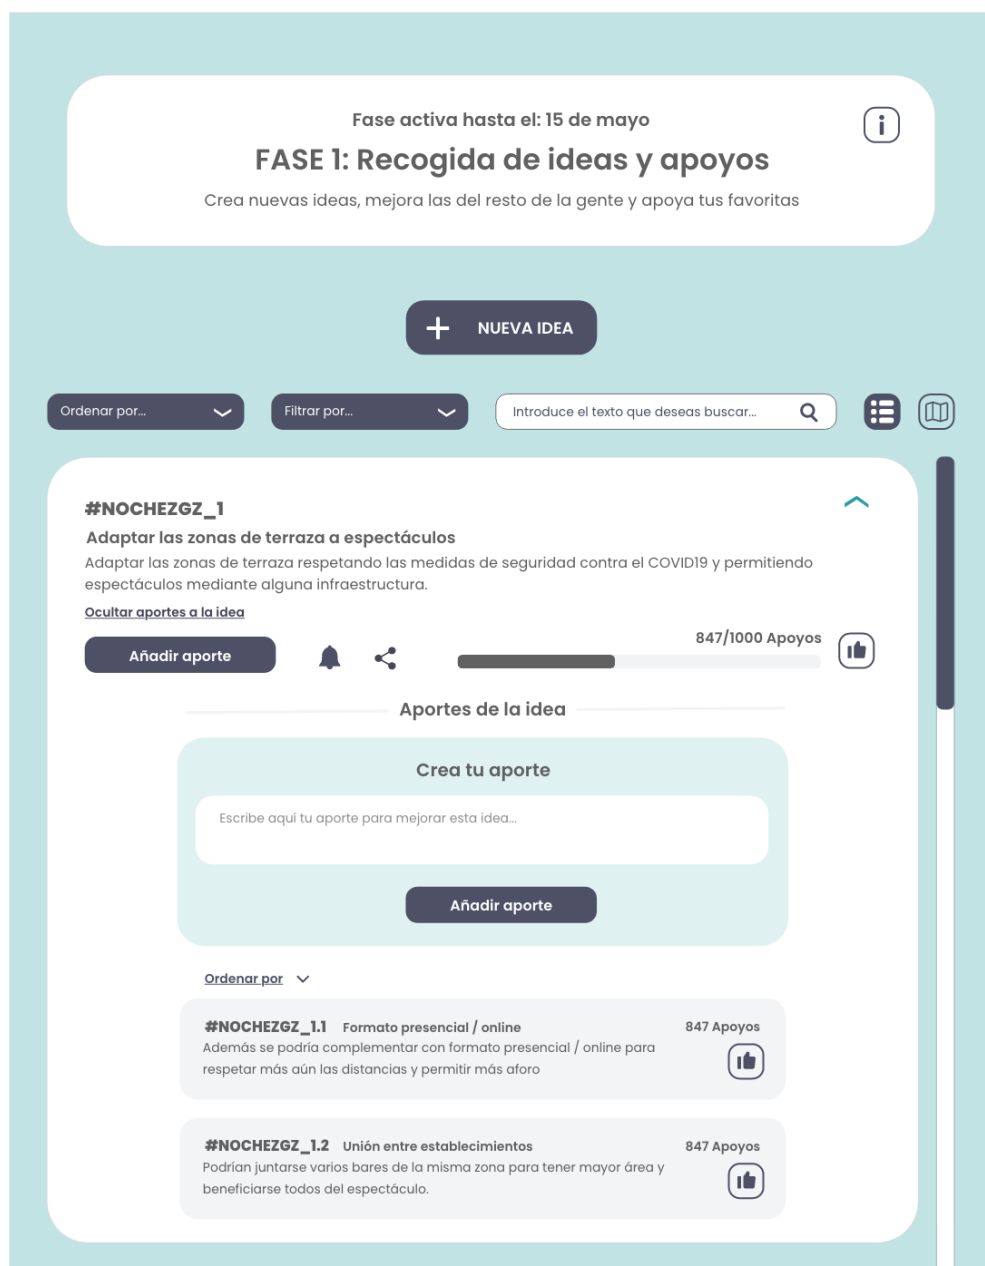 Fase activa hasta el: 15 de mayo
FASE 1: Recogida de ideas y apoyos
Crea nuevas ideas, mejora las del resto de la gente y apoya tus favoritas
NUEVA IDEA
Ordenar por...
Filtrar por...
Introduce el texto que deseas buscar...
#NOCHEZGZ_1
Adaptar las zonas de terraza a espectáculos
Adaptar las zonas de terraza respetando las medidas de seguridad contra el COVID19 y permitiendo
espectáculos mediante alguna infraestructura.
Ocultar aportes a la idea
Añadir aporte
847/1000 Apoyos
Aportes de la idea
Crea tu aporte
Escribe aquí tu aporte para mejorar esta idea...
Añadir aporte
Ordenar por
#NOCHEZGZ_1.1 Formato presencial / online
847 Apoyos
Además se podría complementar con formato presencial / online para
respetar más aún las distancias y permitir más aforo
#NOCHEZGZ_1.2 Unión entre establecimientos
847 Apoyos
Podrían juntarse varios bares de la misma zona para tener mayor área y
beneficiarse todos del espectáculo.